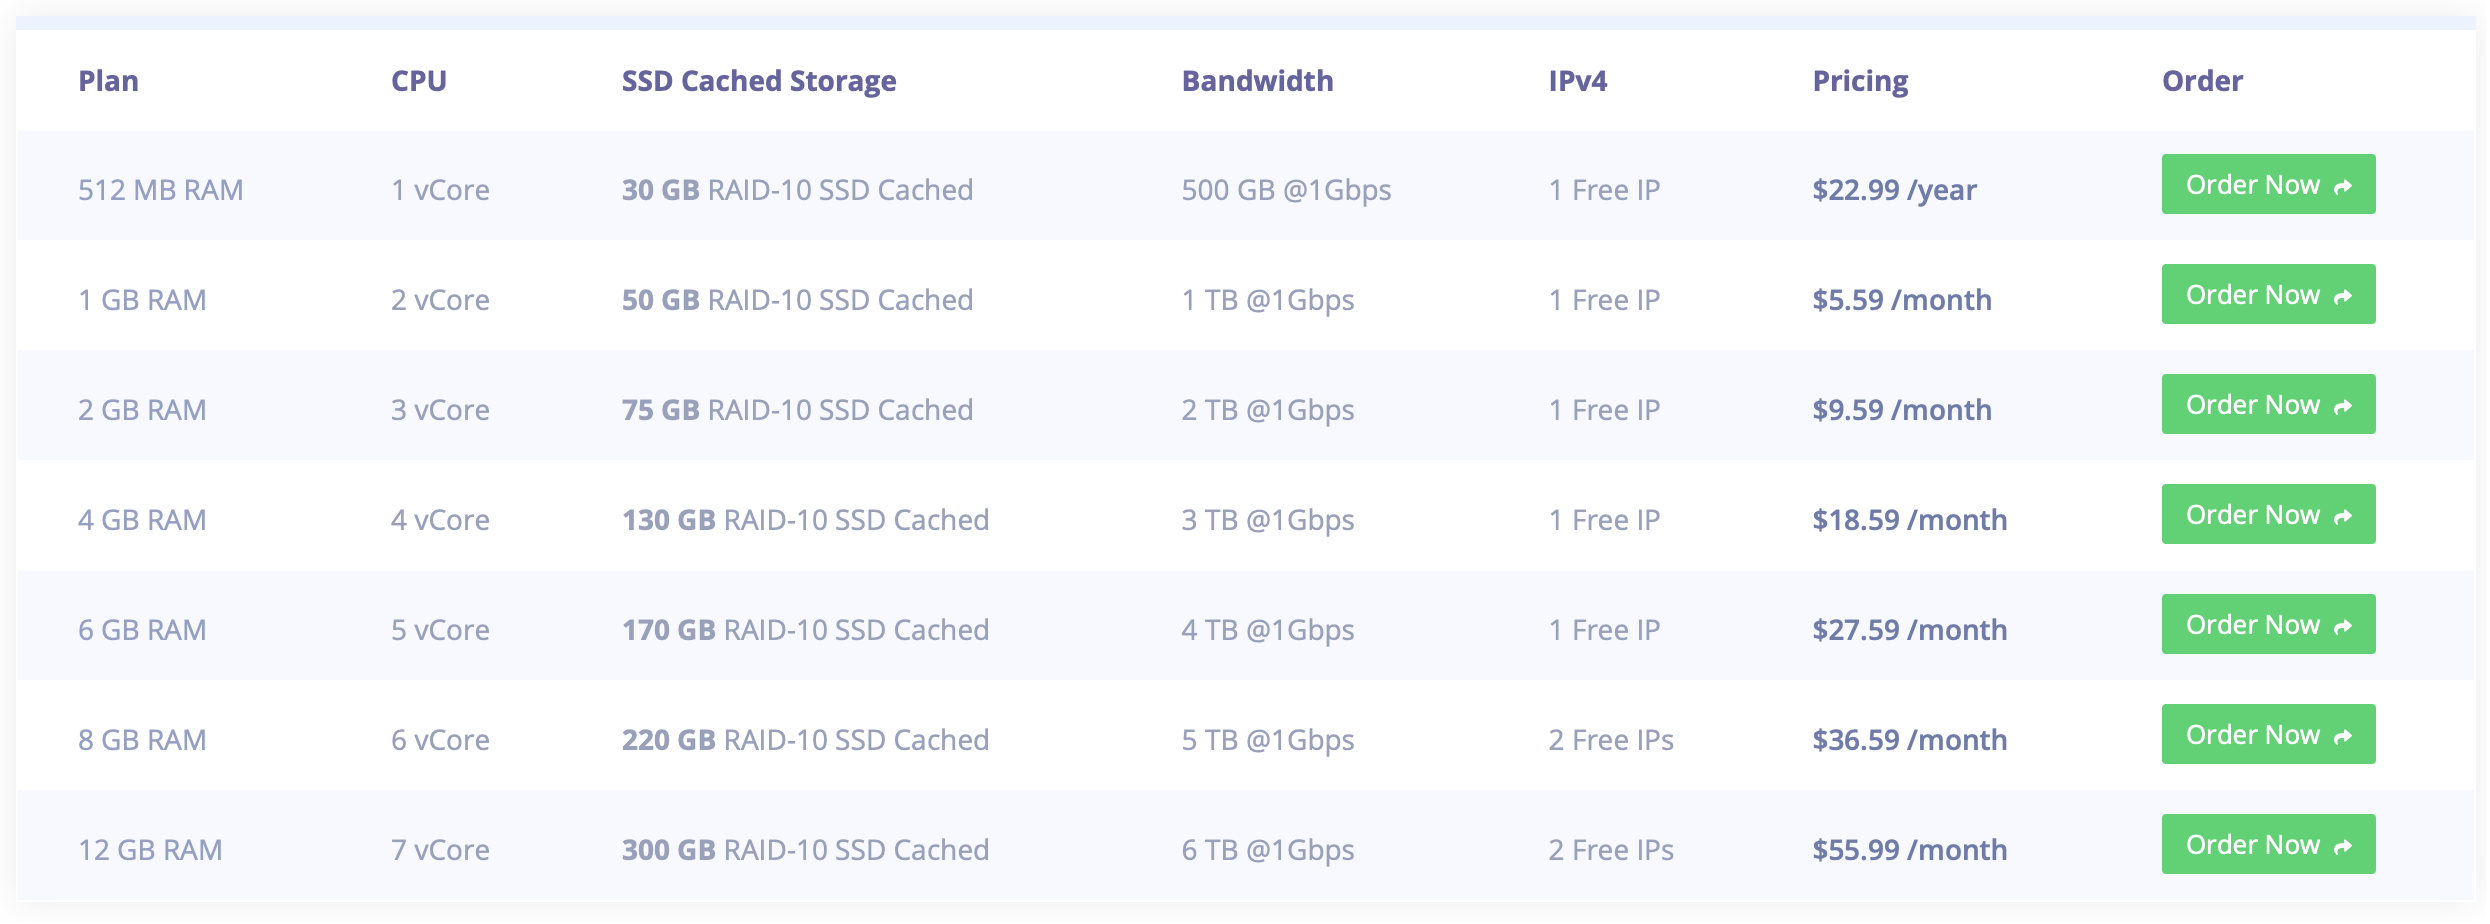 Plan CPU SSD Cached Storage Bandwidth IPv4 Pricing Order
512 MB RAM 1 vCore 30 GB RAID-10 SSD Cached 500 GB @1Gbps 1 Free IP $22.99 /year Order Now
1 GB RAM 2 vCore 50 GB RAID-10 SSD Cached 1 TB @1Gbps 1 Free IP $5.59 /month Order Now
2 GB RAM 3 vCore 75 GB RAID-10 SSD Cached 2 TB @1Gbps 1 Free IP $9.59 /month Order Now
4 GB RAM 4 vCore 130 GB RAID-10 SSD Cached 3 TB @1Gbps 1 Free IP $18.59 /month Order Now
6 GB RAM 5 vCore 170 GB RAID-10 SSD Cached 4 TB @1Gbps 1 Free IP $27.59 /month Order Now
8 GB RAM 6 vCore 220 GB RAID-10 SSD Cached 5 TB @1Gbps 2 Free IPs $36.59 /month Order Now
12 GB RAM 7 vCore 300 GB RAID-10 SSD Cached 6 TB @1Gbps 2 Free IPs $55.99 /month Order Now